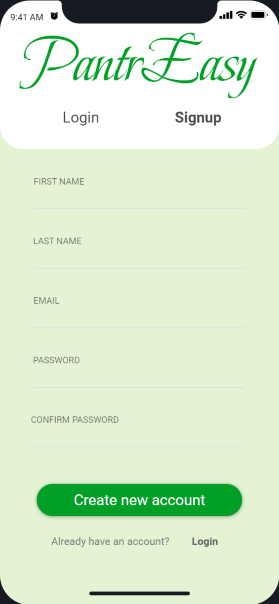 9:41 AM
PantrEasy
Login Signup
FIRST NAME
LAST NAME
EMAIL
PASSWORD
CONFIRM PASSWORD
Create new account
Already have an account? Login